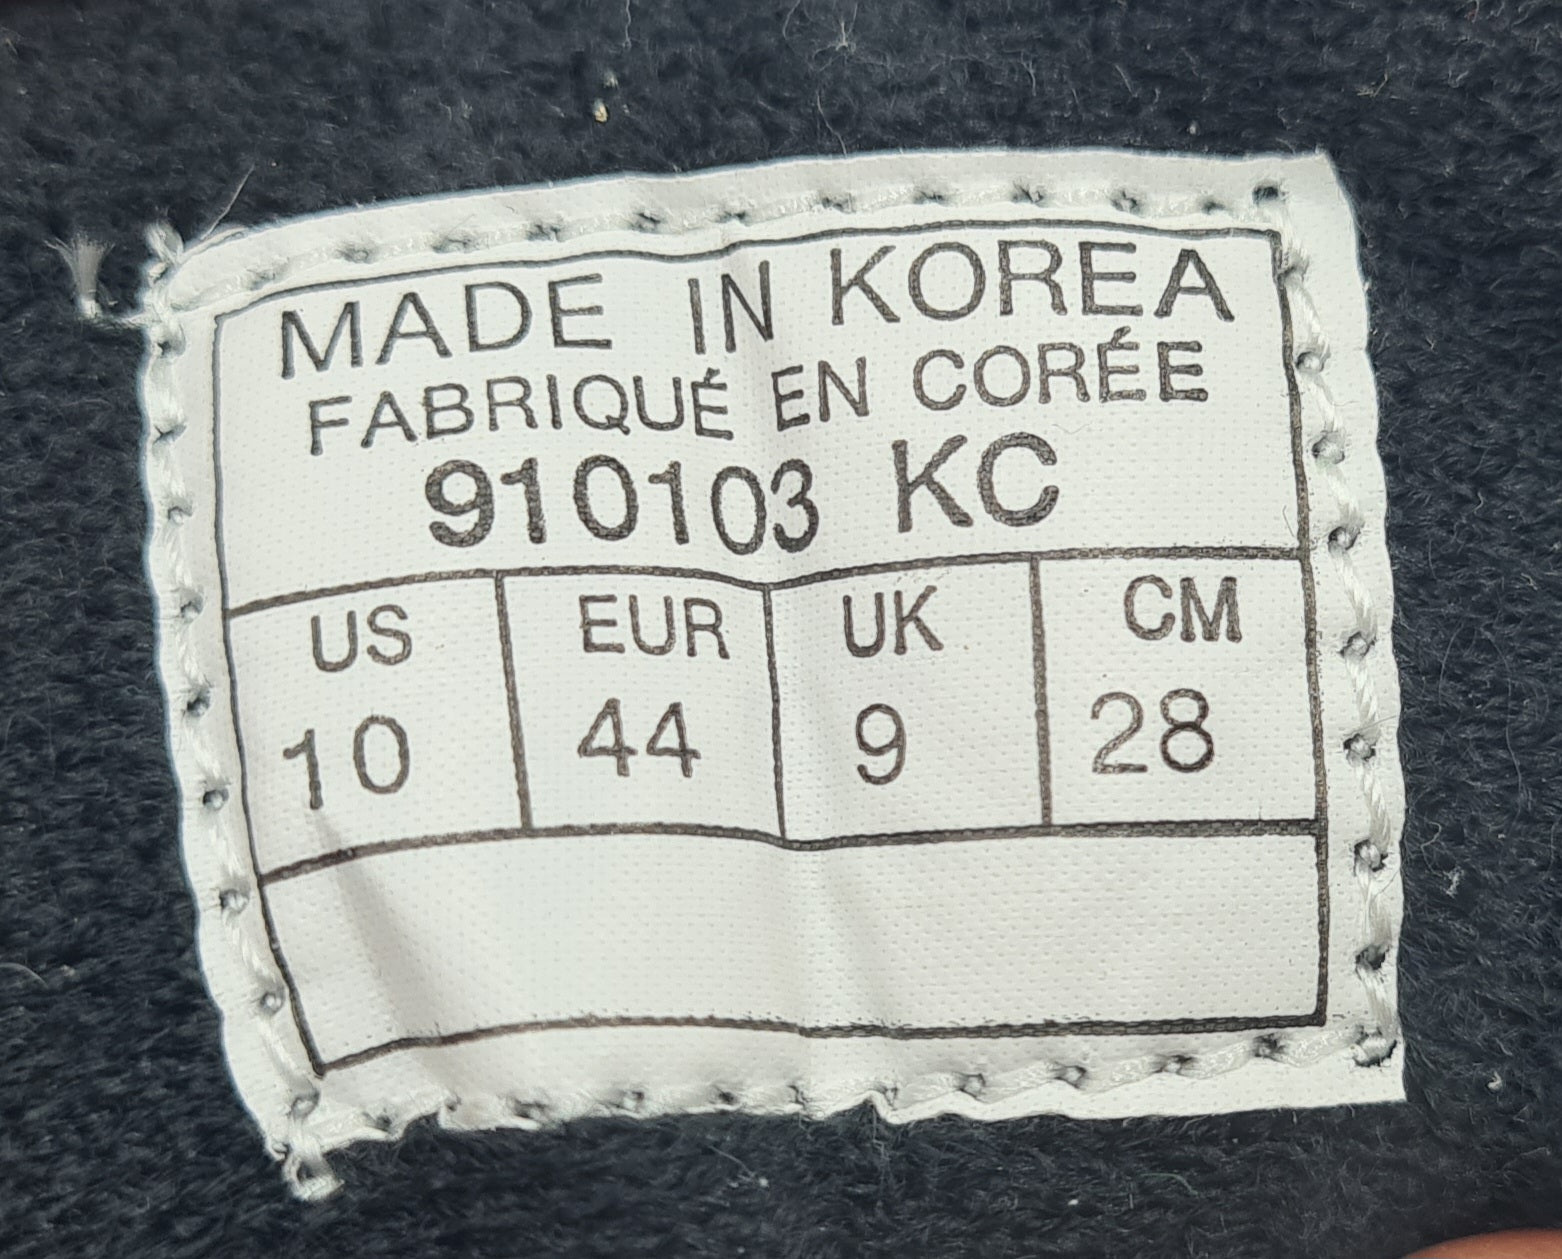 MADE IN KOREA
FABRIQUÉ EN CORÉE
910103 KC
US EUR UK CM
10 44 9 28